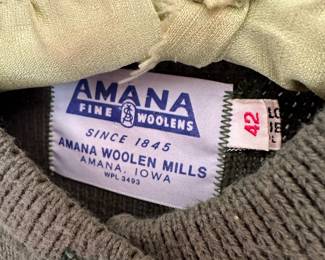 AMANA
FINE WOOLENS
SINCE 1845
AMANA WOOLEN MILLS
AMANA, IOWA
WPL 3493
42